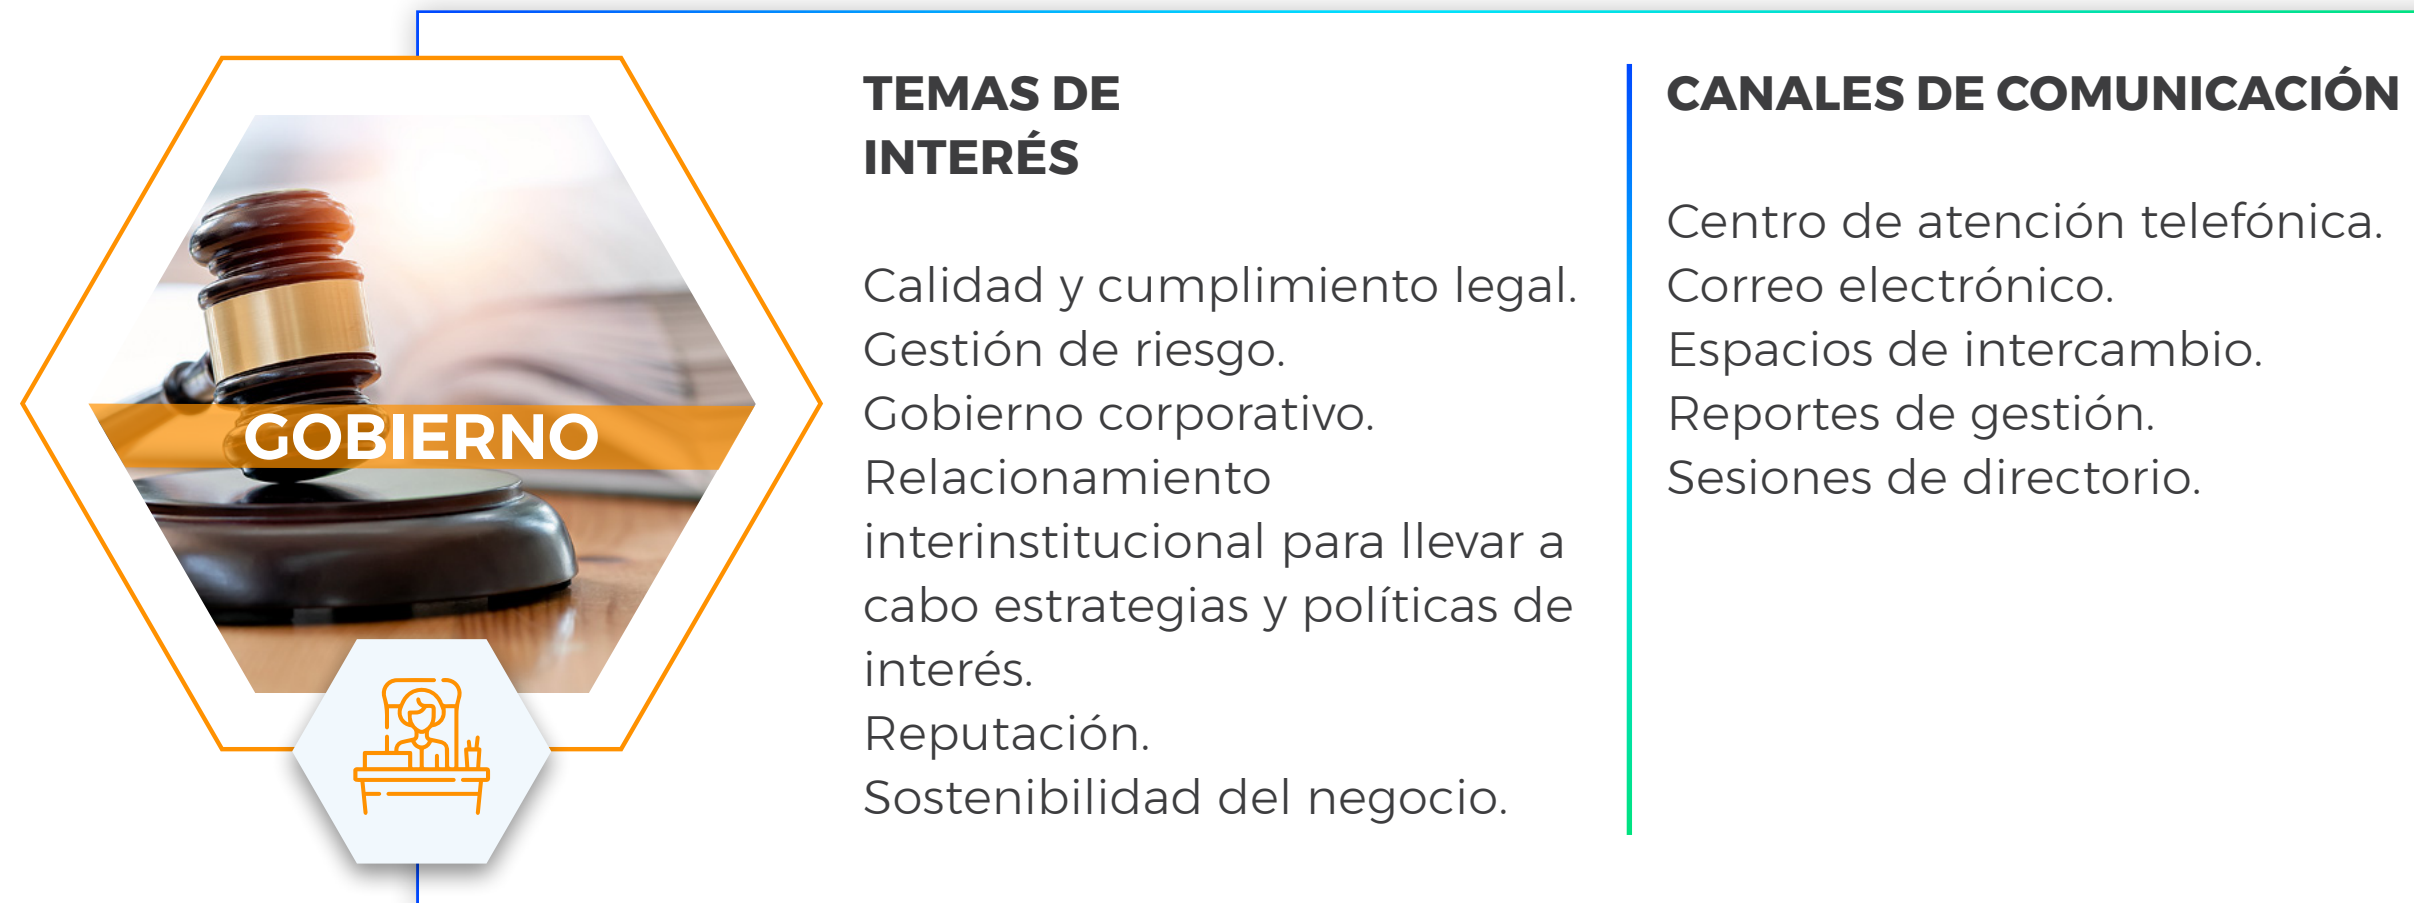 GOBIERNO
TEMAS DE
INTERÉS
Calidad y cumplimiento legal.
Gestión de riesgo.
Gobierno corporativo.
Relacionamiento
interinstitucional para llevar a
cabo estrategias y políticas de
interés.
Reputación.
Sostenibilidad del negocio.
CANALES DE COMUNICACIÓN
Centro de atención telefónica.
Correo electrónico.
Espacios de intercambio.
Reportes de gestión.
Sesiones de directorio.